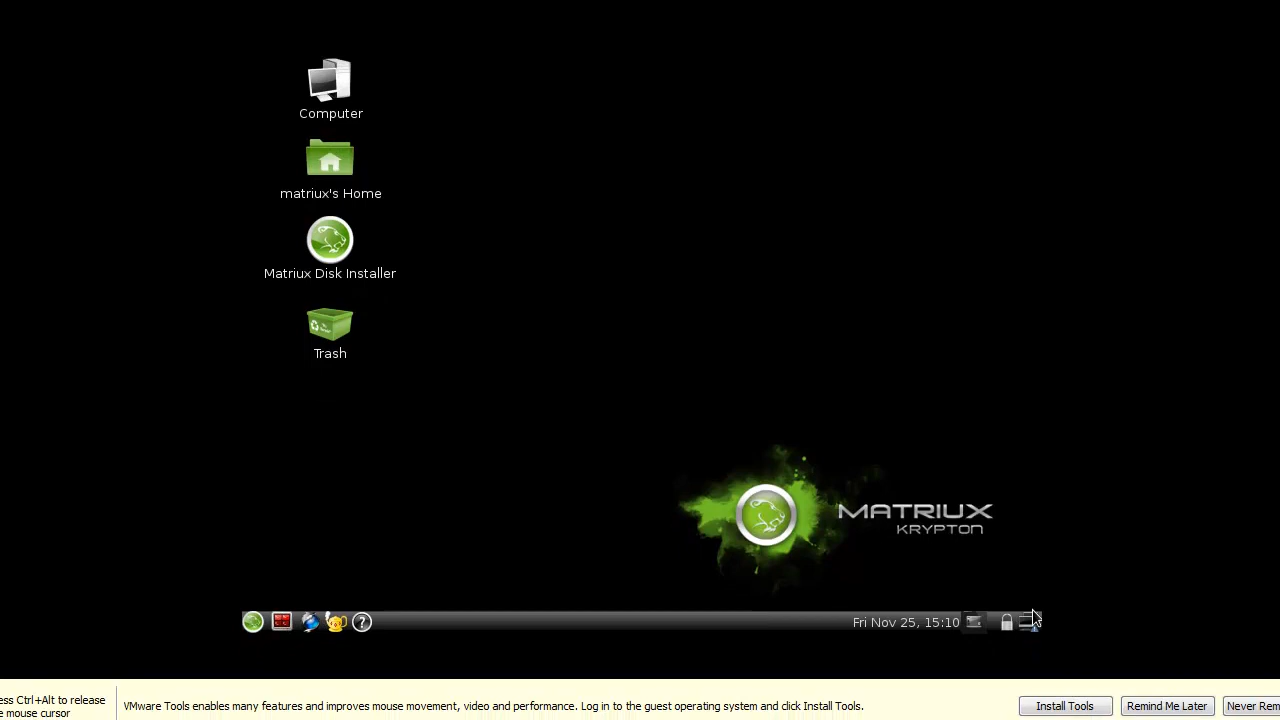 Computer
matriux's Home
Matriux Disk Installer
Trash
MATRIUX
KRYPTON
?
Fri Nov 25, 15:10
ess Ctrl+Alt to release
e mouse cursor
VMware Tools enables many features and improves mouse movement, video and performance. Log in to the guest operating system and click Install Tools.
Install Tools
Remind Me Later
Never Rem